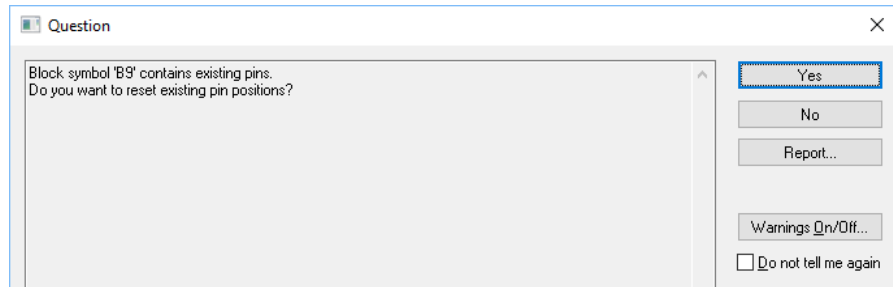 Question
Block symbol 'B9' contains existing pins.
Do you want to reset existing pin positions?
Yes
No
Report...
Warnings On/Off...
Do not tell me again